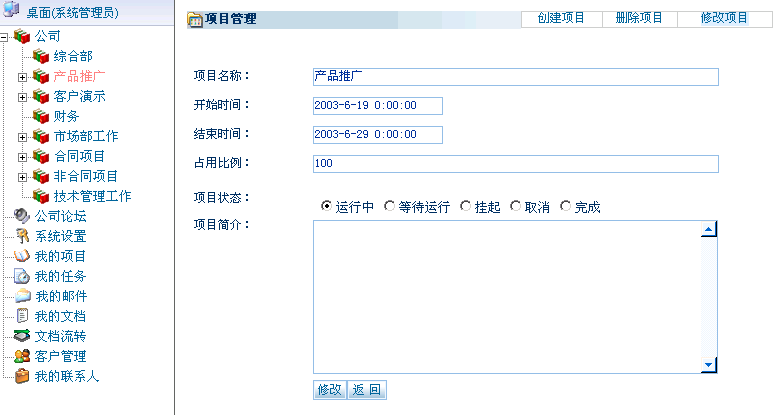 桌面(系统管理员)
公司
综合部
产品推广
客户演示
财务
市场部工作
合同项目
非合同项目
技术管理工作
公司论坛
系统设置
我的项目
我的任务
我的邮件
我的文档
文档流转
客户管理
我的联系人
项目管理 创建项目 删除项目 修改项目
项目名称： 产品推广
开始时间： 2003-6-19 0:00:00
结束时间： 2003-6-29 0:00:00
占用比例： 100
项目状态： 运行中 等待运行 挂起 取消 完成
项目简介：
修改 返 回